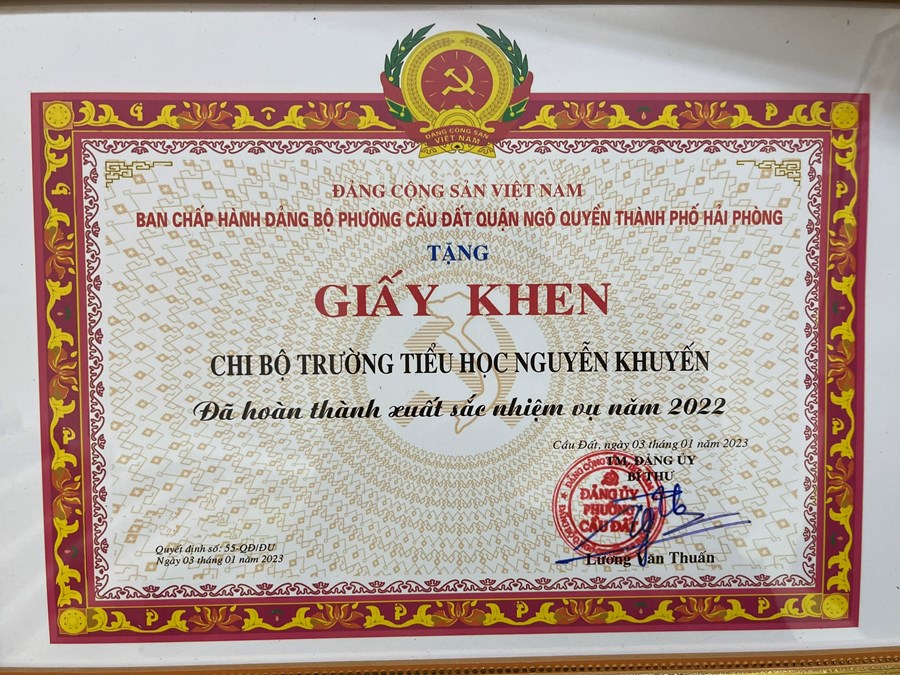 ĐẢNG CỘNG SẢN
VIỆT NAM
ĐẢNG CỘNG SẢN VIỆT NAM
BAN CHẤP HÀNH ĐẢNG BỘ PHƯỜNG CẦU ĐẤT QUẬN NGÔ QUYỀN THÀNH PHỐ HẢI PHÒNG
TẶNG
GIẤY KHEN
CHI BỘ TRƯỜNG TIỂU HỌC NGUYỄN KHUYẾN
Đã hoàn thành xuất sắc nhiệm vụ năm 2022
Cầu Đất, ngày 03 tháng 01 năm 2023
TM, ĐẢNG ỦY
BÍ THƯ
ĐẢNG ỦY
PHƯỜNG
CẦU ĐẤT
Lương Văn Thuấn
Quyết định số: 55-QĐ/ĐU
Ngày 03 tháng 01 năm 2023